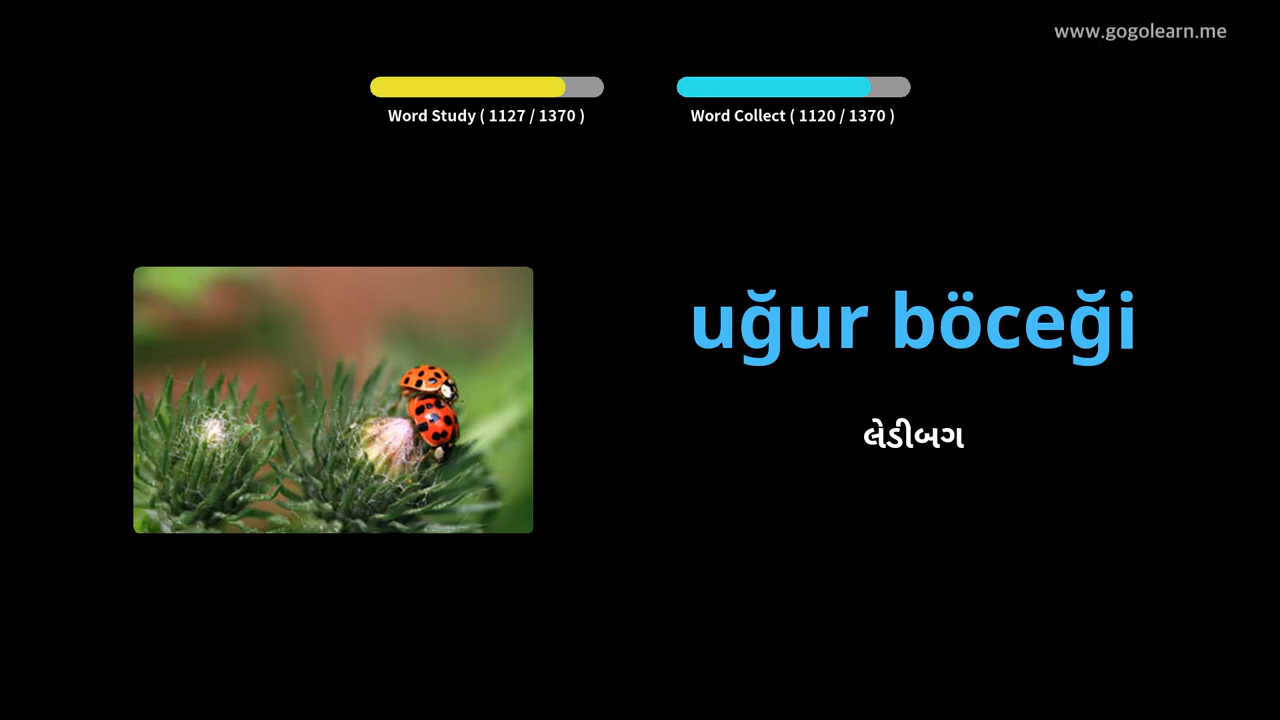 www.gogolearn.me
Word Study ( 1127 / 1370 )
Word Collect ( 1120 / 1370 )
uğur böceği
લેડીબગ